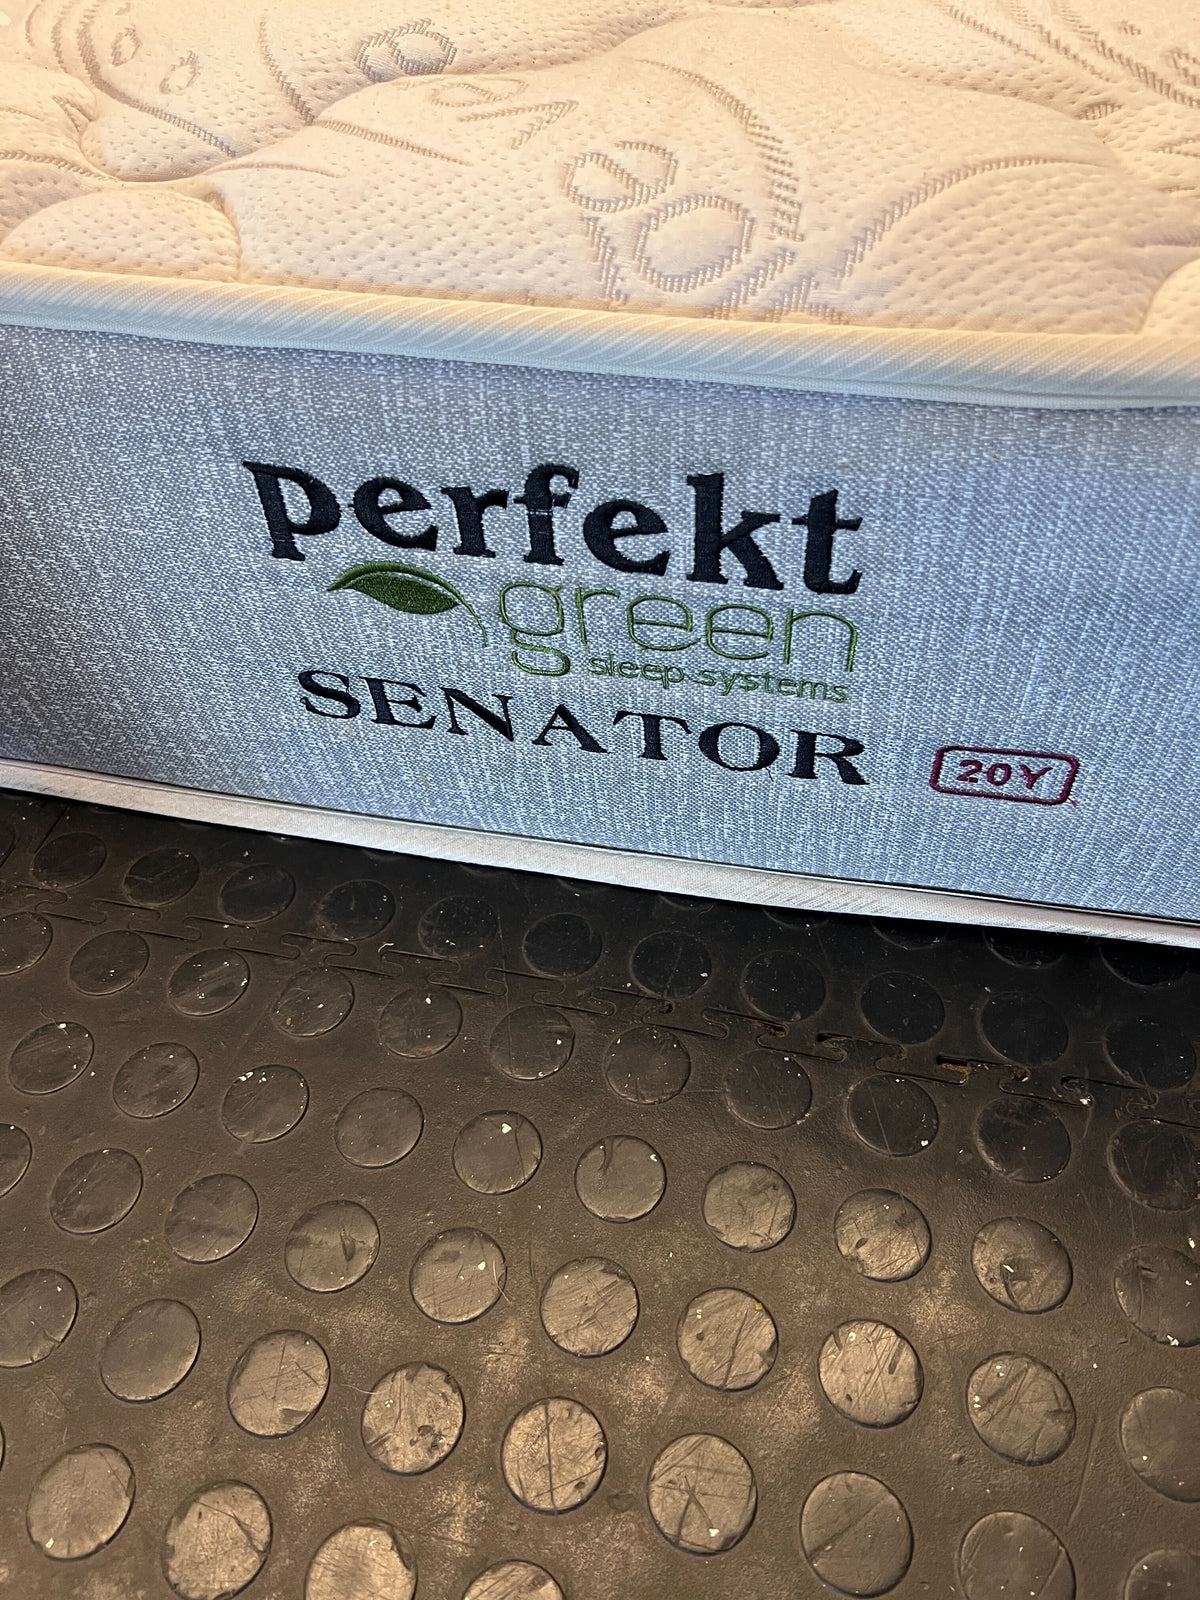 perfekt
green
sleep systems
SENATOR
20Y